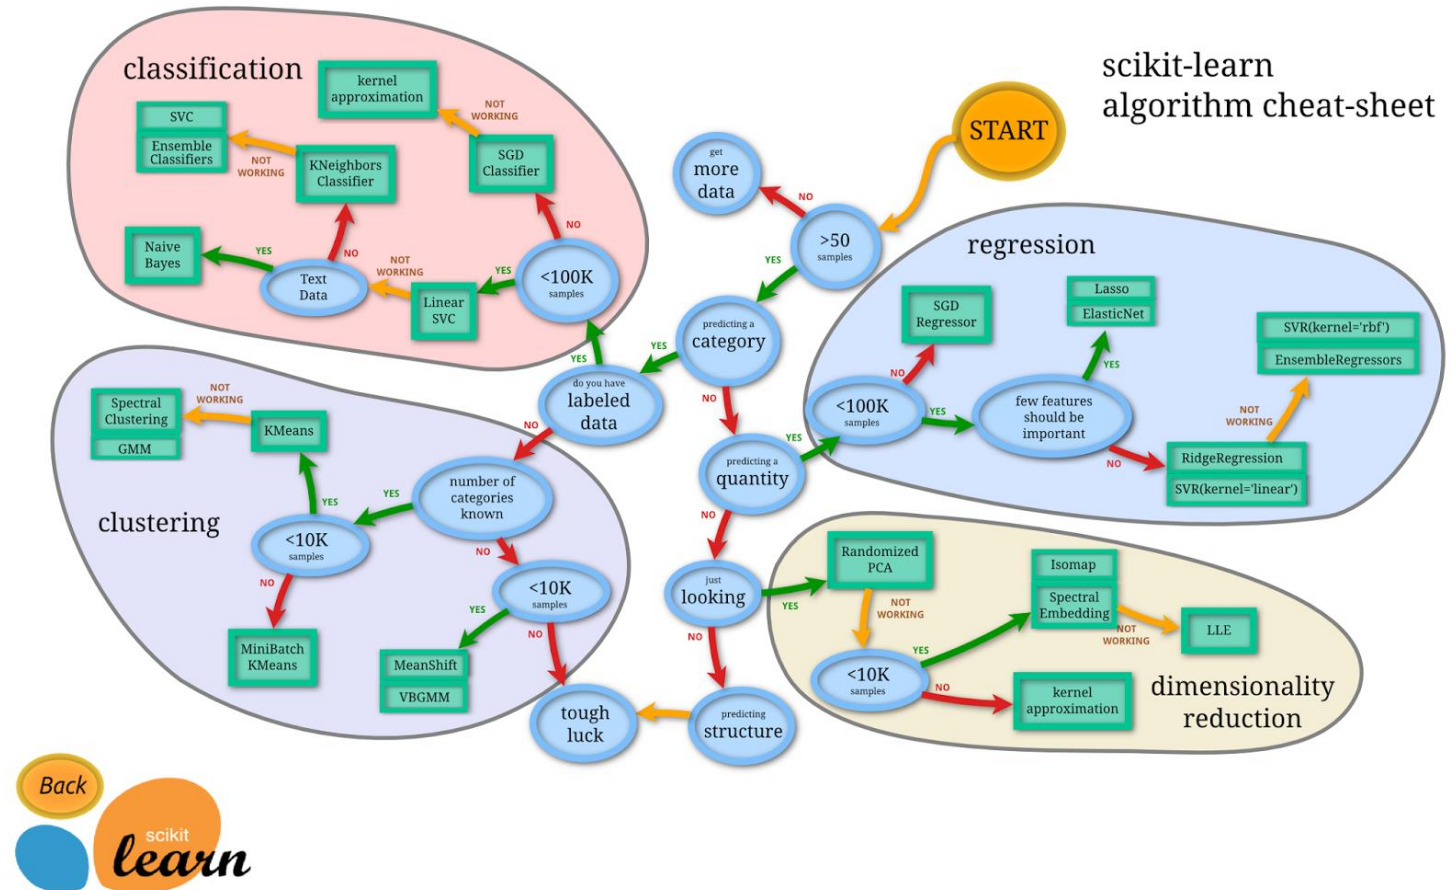 scikit-learn
algorithm cheat-sheet
START
get
more
data
NO
>50
samples
YES
predicting a
category
YES
NO
do you have
labeled
data
YES
NO
predicting a
quantity
YES
NO
just
looking
YES
NO
predicting
structure
tough
luck
classification
kernel
approximation
NOT
WORKING
SVC
Ensemble
Classifiers
NOT
WORKING
KNeighbors
Classifier
SGD
Classifier
NO
Naive
Bayes
YES
NO
Text
Data
NOT
WORKING
Linear
SVC
YES
<100K
samples
regression
SGD
Regressor
Lasso
ElasticNet
SVR(kernel='rbf')
EnsembleRegressors
YES
NO
<100K
samples
YES
few features
should be
important
NOT
WORKING
NO
RidgeRegression
SVR(kernel='linear')
clustering
Spectral
Clustering
GMM
NOT
WORKING
KMeans
YES
number of
categories
known
YES
NO
<10K
samples
NO
MiniBatch
KMeans
<10K
samples
YES
NO
MeanShift
VBGMM
Randomized
PCA
NOT
WORKING
Isomap
Spectral
Embedding
NOT
WORKING
LLE
YES
<10K
samples
NO
kernel
approximation
dimensionality
reduction
Back
scikit
learn